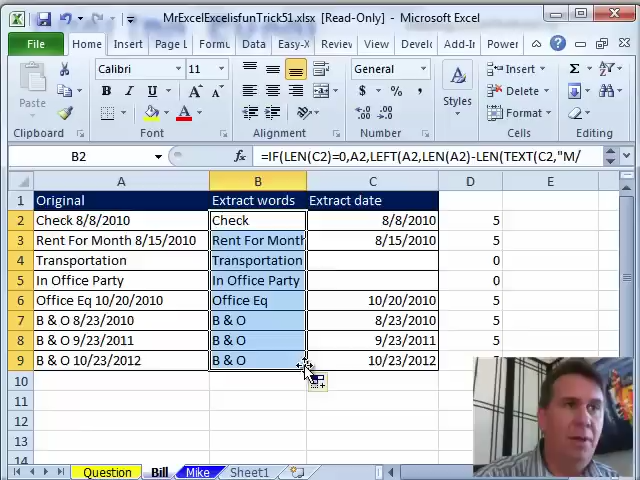 MrExcelExcelisfunTrick51.xlsx [Read-Only] - Microsoft Excel
File Home Insert Page L Formu Data Easy-X Review View Develo Add-In Power
Calibri 11 General Insert
Paste B I U A $ % , Styles Delete
.00 Format
Clipboard Font Alignment Number Cells Editing
B2 fx =IF(LEN(C2)=0,A2,LEFT(A2,LEN(A2)-LEN(TEXT(C2,"M/
A B C D E
1 Original Extract words Extract date
2 Check 8/8/2010 Check 8/8/2010 5
3 Rent For Month 8/15/2010 Rent For Month 8/15/2010 5
4 Transportation Transportation 0
5 In Office Party In Office Party 0
6 Office Eq 10/20/2010 Office Eq 10/20/2010 5
7 B & O 8/23/2010 B & O 8/23/2010 5
8 B & O 9/23/2011 B & O 9/23/2011 5
9 B & O 10/23/2012 B & O 10/23/2012
10
11
12
13
14
Question Bill Mike Sheet1